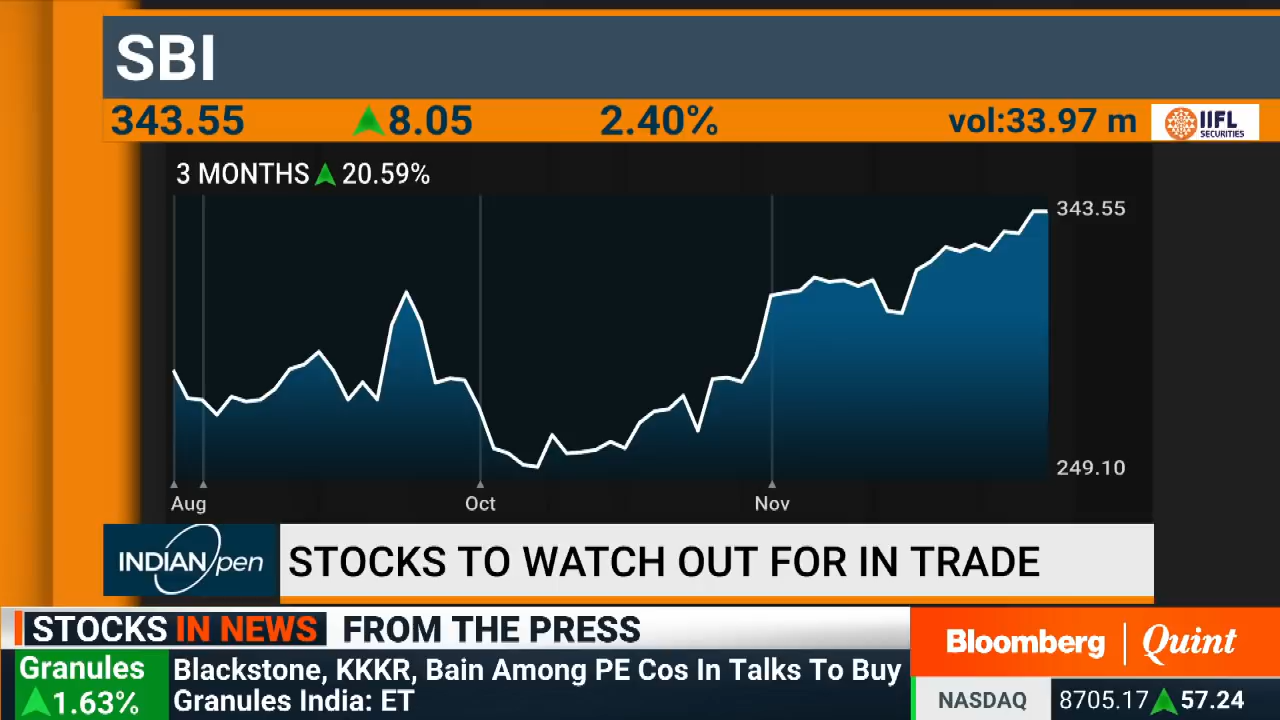 SBI
343.55 8.05 2.40% vol:33.97 m IIFL SECURITIES
3 MONTHS 20.59%
343.55
249.10
Aug Oct Nov
INDIAN pen
STOCKS TO WATCH OUT FOR IN TRADE
STOCKS IN NEWS FROM THE PRESS
Bloomberg | Quint
Granules
1.63%
Blackstone, KKKR, Bain Among PE Cos In Talks To Buy
Granules India: ET
NASDAQ 8705.17 57.24